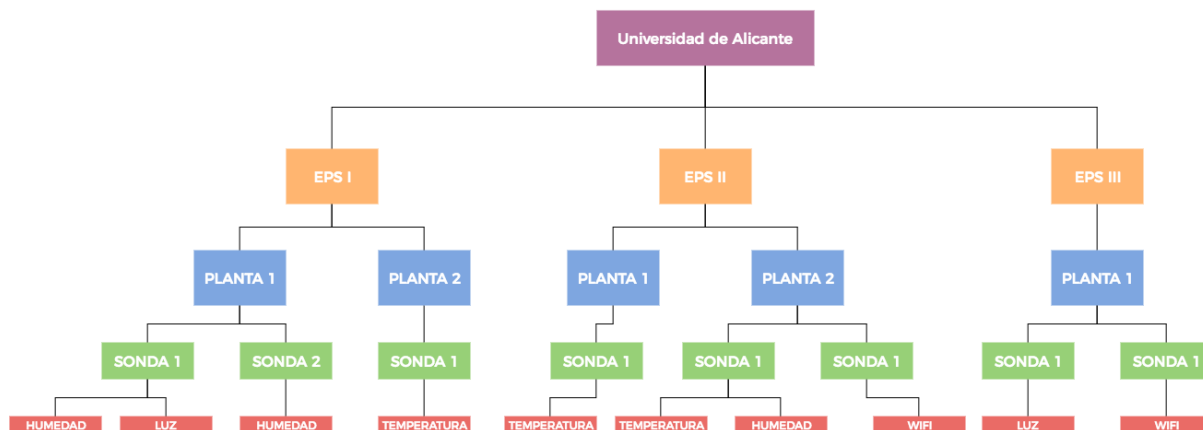 Universidad de Alicante
EPS I
EPS II
EPS III
PLANTA 1
PLANTA 2
PLANTA 1
PLANTA 2
PLANTA 1
SONDA 1
SONDA 2
SONDA 1
SONDA 1
SONDA 1
SONDA 1
SONDA 1
SONDA 1
HUMEDAD
LUZ
HUMEDAD
TEMPERATURA
TEMPERATURA
TEMPERATURA
HUMEDAD
WIFI
LUZ
WIFI